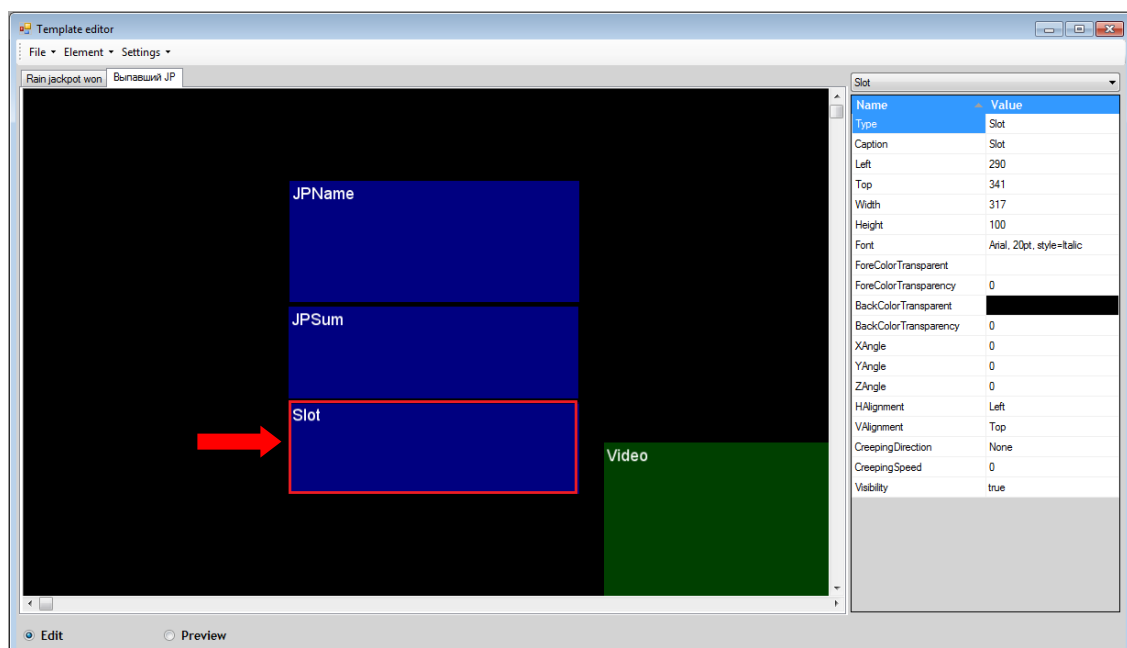 Template editor
File Element Settings
Rain jackpot won Выпавший JP
JPName
JPSum
Slot
Video
Slot
Name Value
Type Slot
Caption Slot
Left 290
Top 341
Width 317
Height 100
Font Arial, 20pt, style=Italic
ForeColorTransparent
ForeColorTransparency 0
BackColorTransparent
BackColorTransparency 0
XAngle 0
YAngle 0
ZAngle 0
HAlignment Left
VAlignment Top
CreepingDirection None
CreepingSpeed 0
Visibility true
Edit Preview